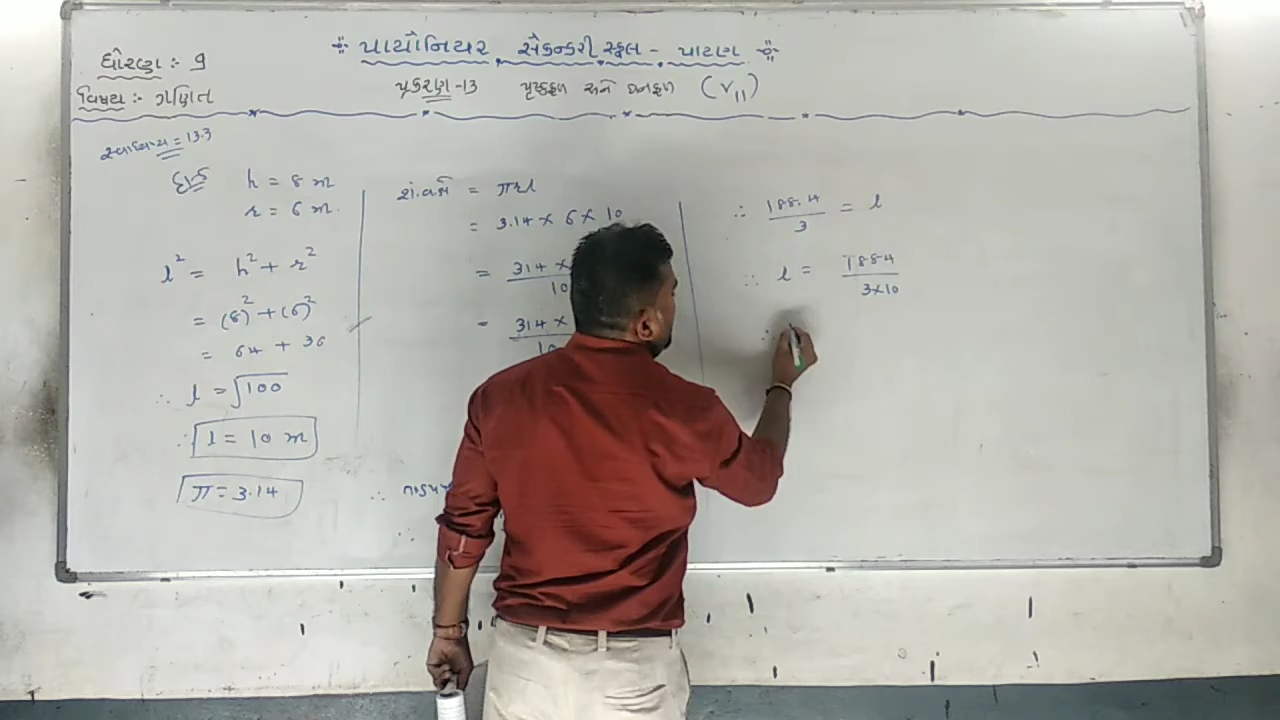 ધોરણ :- 9
પાયોનિયર સેકન્ડરી સ્કૂલ - પાટણ
વિષય :- ગણિત
પ્રકરણ -13 પૃષ્ઠફળ અને ઘનફળ (V11)
સ્વાધ્યાય = 13.3
h = 8 m
r = 6 m.
l² = h² + r²
= (8)² + (6)²
= 64 + 36
∴ l = √100
∴ l = 10 m
π = 3.14
શં.વક્ર = πrl
= 3.14 × 6 × 10
= 314 ×
10
= 314 ×
10
∴
∴
∴ 188.4 / 3 = l
∴ l = 1884 / 3×10
∴